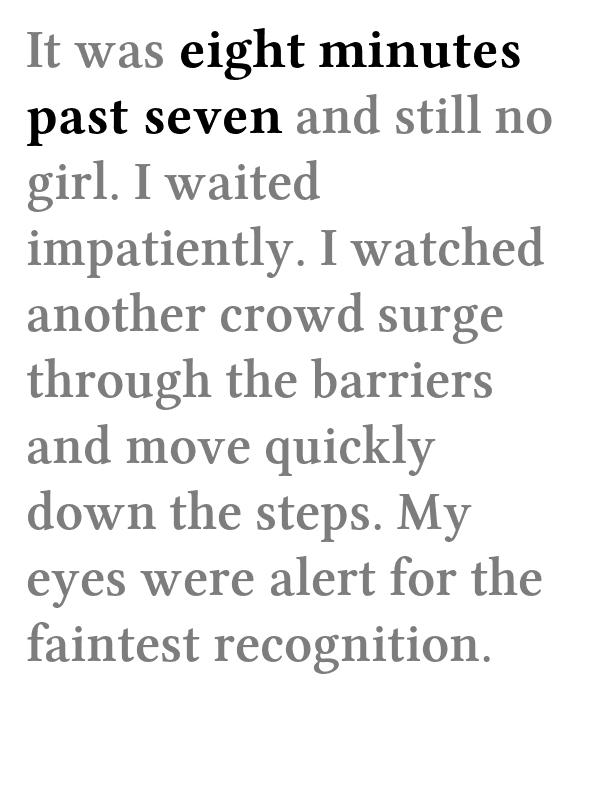 It was eight minutes
past seven and still no
girl. I waited
impatiently. I watched
another crowd surge
through the barriers
and move quickly
down the steps. My
eyes were alert for the
faintest recognition.